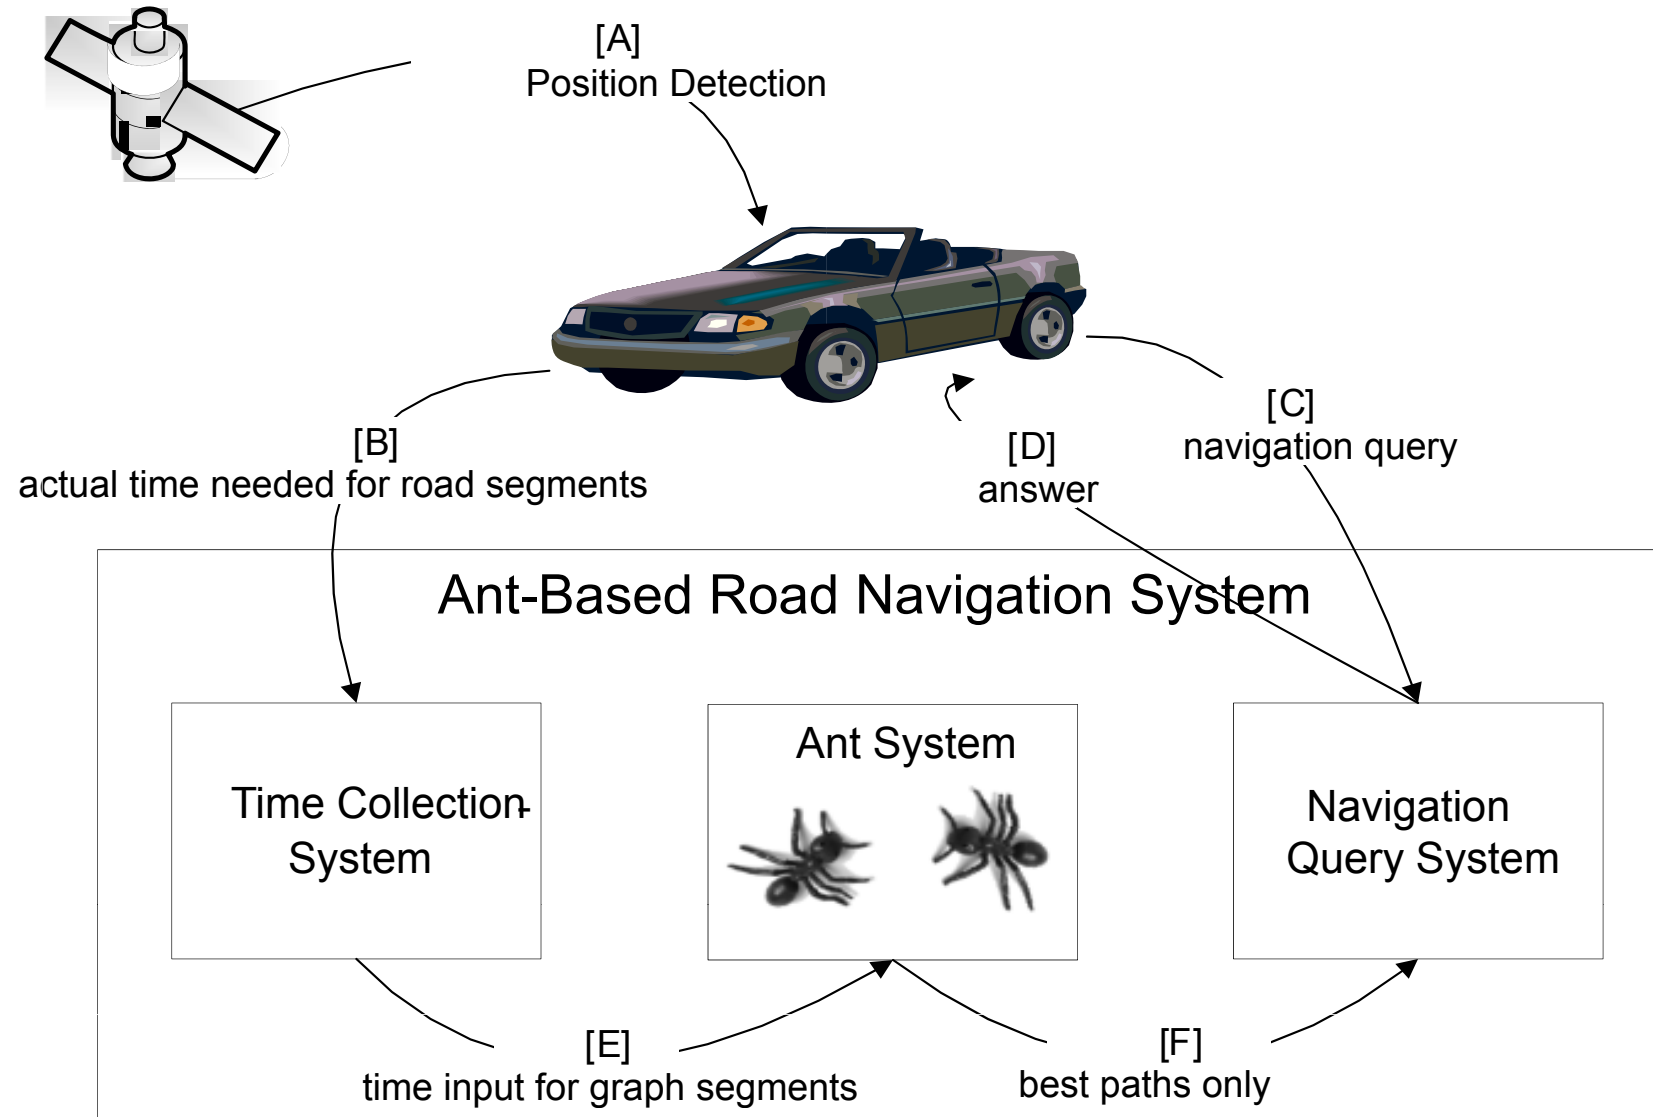 [A]
Position Detection
[B]
actual time needed for road segments
[C]
navigation query
[D]
answer
Ant-Based Road Navigation System
Time Collection-
System
Ant System
Navigation
Query System
[E]
time input for graph segments
[F]
best paths only